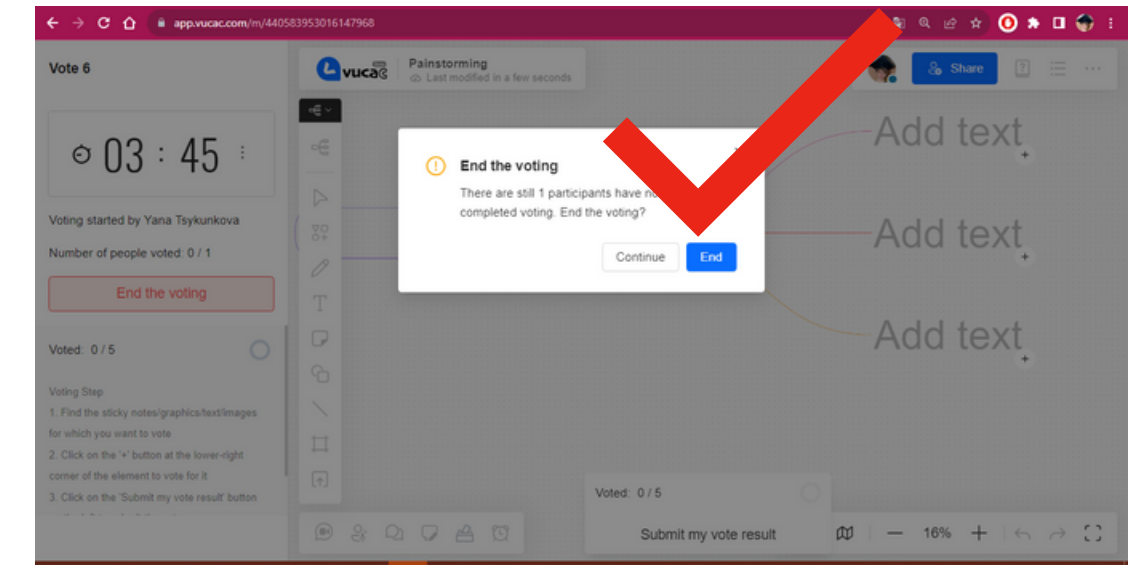 app.vucac.com/m/440583953016147968
Vote 6
vucac
Painstorming
Last modified in a few seconds
Share
03 : 45
Voting started by Yana Tsykunkova
Number of people voted: 0 / 1
End the voting
Voted: 0 / 5
Voting Step
1. Find the sticky notes/graphics/text/images
for which you want to vote
2. Click on the '+' button at the lower-right
corner of the element to vote for it
3. Click on the 'Submit my vote result' button
End the voting
There are still 1 participants have
completed voting. End the voting?
Continue
End
Add text
Add text
Add text
Voted: 0 / 5
Submit my vote result
16%